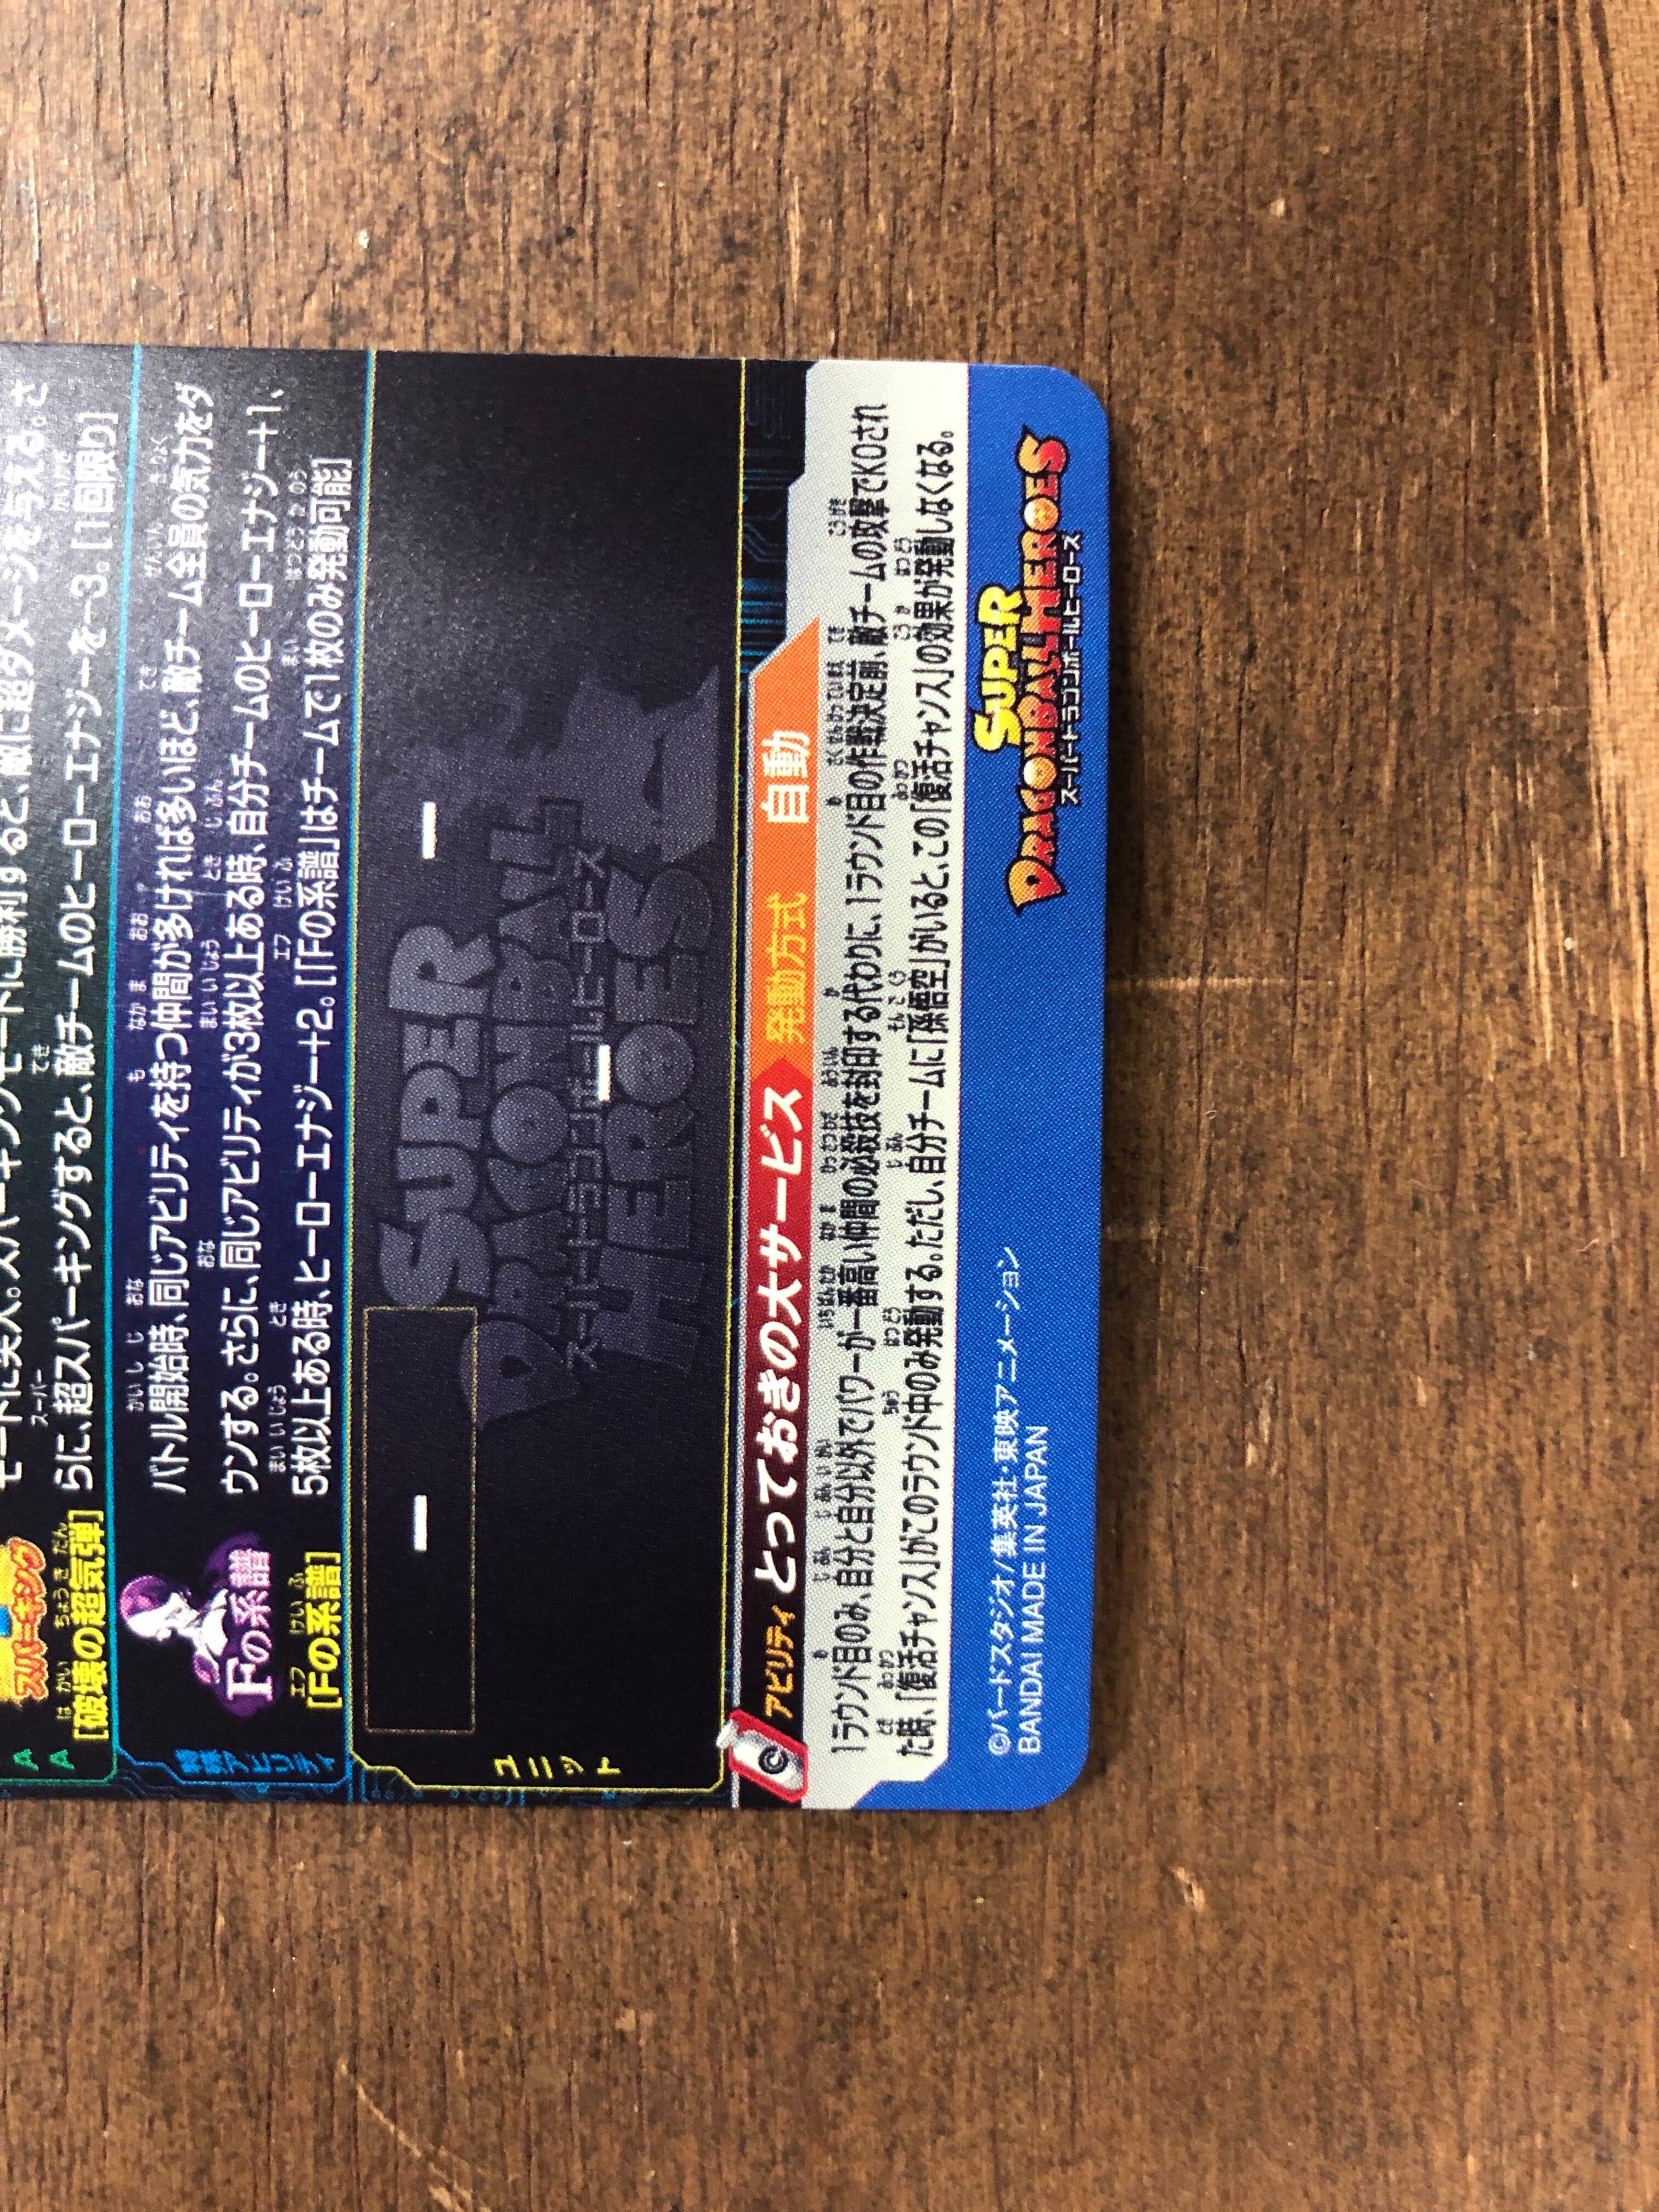 モードに突入。スパーキングモードに勝利すると、敵に超ダメージを与える。さ
らに、超スパーキングすると、敵チームのヒーローエナジーを−3。[1回限り]
スパーキング
[破壊の超気弾]
特殊アビリティ
Fの系譜
[Fの系譜]
バトル開始時、同じアビリティを持つ仲間が多ければ多いほど、敵チーム全員の気力をダ
ウンする。さらに、同じアビリティが3枚以上ある時、自分チームのヒーローエナジー+1、
5枚以上ある時、ヒーローエナジー+2。[「Fの系譜」はチームで1枚のみ発動可能]
ユニット
ー
ー
ー
SUPER
DRAGONBALL
スーパードラゴンボールヒーローズ
HEROES
C
アビリティ とっておきの大サービス 発動方式 自動
1ラウンド目のみ、自分と自分以外でパワーが一番高い仲間の必殺技を封印する代わりに、1ラウンド目の作戦決定前、敵チームの攻撃でKOされ
た時、「復活チャンス」がこのラウンド中のみ発動する。ただし、自分チームに「孫悟空」がいると、この「復活チャンス」の効果が発動しなくなる。
©バードスタジオ/集英社・東映アニメーション
BANDAI MADE IN JAPAN
SUPER
DRAGONBALL HEROES
スーパードラゴンボールヒーローズ